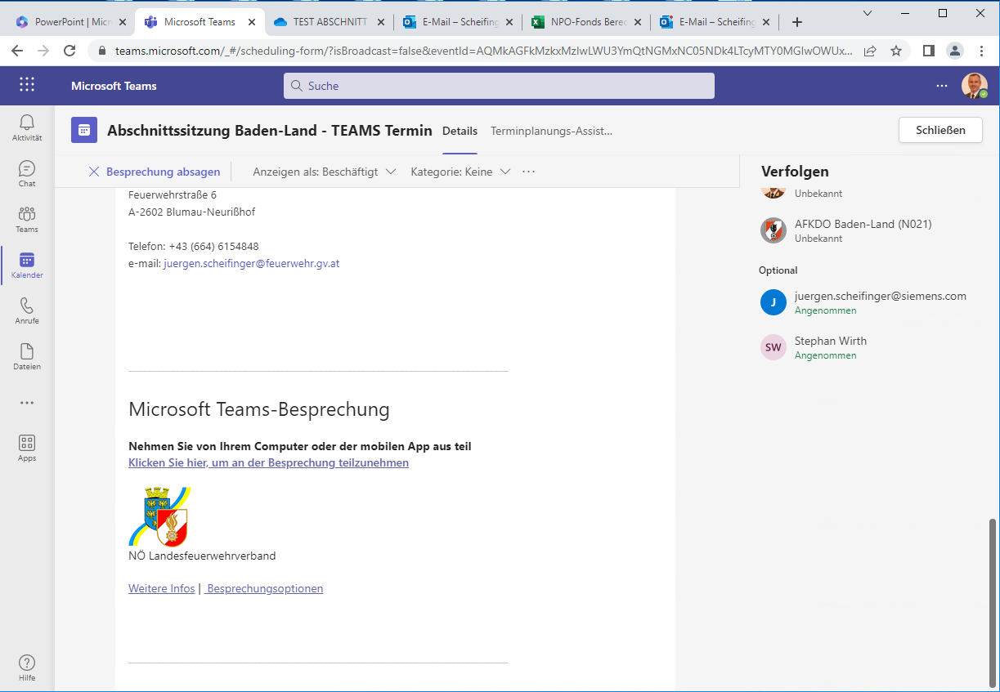 PowerPoint | Micr
Microsoft Teams
TEST ABSCHNITT
E-Mail – Scheifing
NPO-Fonds Bere
E-Mail – Scheifing
teams.microsoft.com/_#/scheduling-form/?isBroadcast=false&eventId=AQMkAGFkMzkxMzIwLWU3YmQtNGMxNC05NDk4LTcyMTY0MGIwOWUx...
Microsoft Teams
Suche
Aktivität
Chat
Teams
Kalender
Anrufe
Dateien
Apps
Hilfe
Abschnittssitzung Baden-Land - TEAMS Termin
Details
Terminplanungs-Assist...
Schließen
Besprechung absagen
Anzeigen als: Beschäftigt
Kategorie: Keine
Feuerwehrstraße 6
A-2602 Blumau-Neurißhof
Telefon: +43 (664) 6154848
e-mail: juergen.scheifinger@feuerwehr.gv.at
Microsoft Teams-Besprechung
Nehmen Sie von Ihrem Computer oder der mobilen App aus teil
Klicken Sie hier, um an der Besprechung teilzunehmen
NÖ Landesfeuerwehrverband
Weitere Infos | Besprechungsoptionen
Verfolgen
Unbekannt
AFKDO Baden-Land (N021)
Unbekannt
Optional
J
juergen.scheifinger@siemens.com
Angenommen
SW
Stephan Wirth
Angenommen